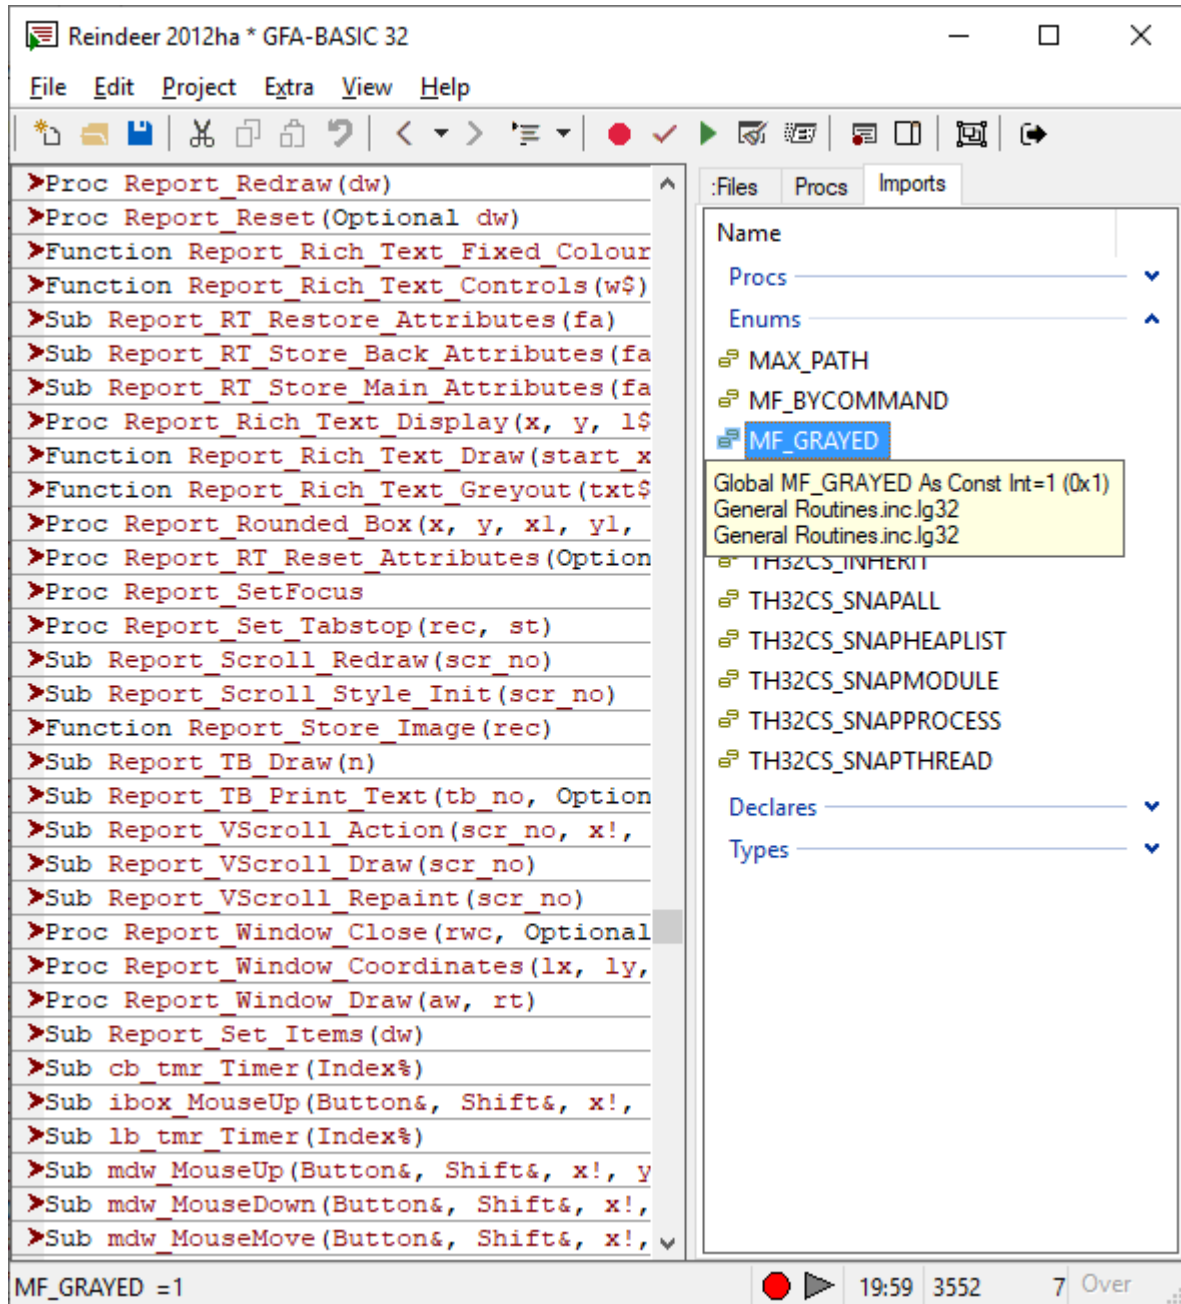 Reindeer 2012ha * GFA-BASIC 32
File Edit Project Extra View Help
Proc Report_Redraw(dw)
Proc Report_Reset(Optional dw)
Function Report_Rich_Text_Fixed_Colour
Function Report_Rich_Text_Controls(w$)
Sub Report_RT_Restore_Attributes(fa)
Sub Report_RT_Store_Back_Attributes(fa
Sub Report_RT_Store_Main_Attributes(fa
Proc Report_Rich_Text_Display(x, y, l$
Function Report_Rich_Text_Draw(start_x
Function Report_Rich_Text_Greyout(txt$
Proc Report_Rounded_Box(x, y, xl, yl,
Proc Report_RT_Reset_Attributes(Option
Proc Report_SetFocus
Proc Report_Set_Tabstop(rec, st)
Sub Report_Scroll_Redraw(scr_no)
Sub Report_Scroll_Style_Init(scr_no)
Function Report_Store_Image(rec)
Sub Report_TB_Draw(n)
Sub Report_TB_Print_Text(tb_no, Option
Sub Report_VScroll_Action(scr_no, x!,
Sub Report_VScroll_Draw(scr_no)
Sub Report_VScroll_Repaint(scr_no)
Proc Report_Window_Close(rwc, Optional
Proc Report_Window_Coordinates(lx, ly,
Proc Report_Window_Draw(aw, rt)
Sub Report_Set_Items(dw)
Sub cb_tmr_Timer(Index%)
Sub ibox_MouseUp(Button&, Shift&, x!,
Sub lb_tmr_Timer(Index%)
Sub mdw_MouseUp(Button&, Shift&, x!, y
Sub mdw_MouseDown(Button&, Shift&, x!,
Sub mdw_MouseMove(Button&, Shift&, x!,
:Files Procs Imports
Name
Procs
Enums
MAX_PATH
MF_BYCOMMAND
MF_GRAYED
Global MF_GRAYED As Const Int=1 (0x1)
General Routines.inc.lg32
General Routines.inc.lg32
TH32CS_INHERIT
TH32CS_SNAPALL
TH32CS_SNAPHEAPLIST
TH32CS_SNAPMODULE
TH32CS_SNAPPROCESS
TH32CS_SNAPTHREAD
Declares
Types
MF_GRAYED =1 19:59 3552 7 Over